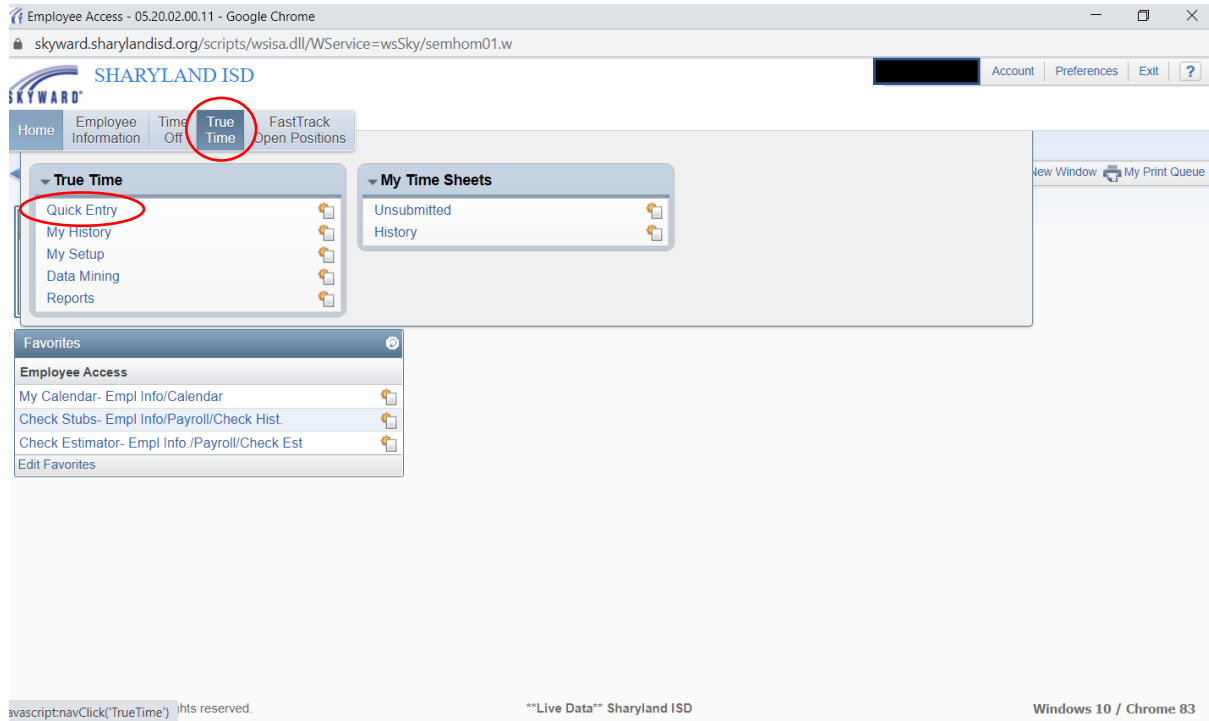 Employee Access - 05.20.02.00.11 - Google Chrome
skyward.sharylandisd.org/scripts/wsisa.dll/WService=wsSky/semhom01.w
SKYWARD
SHARYLAND ISD
Account Preferences Exit ?
Home Employee Information Time Off True Time FastTrack Open Positions
New Window My Print Queue
True Time
Quick Entry
My History
My Setup
Data Mining
Reports
My Time Sheets
Unsubmitted
History
Favorites
Employee Access
My Calendar- Empl Info/Calendar
Check Stubs- Empl Info/Payroll/Check Hist.
Check Estimator- Empl Info./Payroll/Check Est
Edit Favorites
avascript:navClick('TrueTime') hts reserved.
**Live Data** Sharyland ISD
Windows 10 / Chrome 83